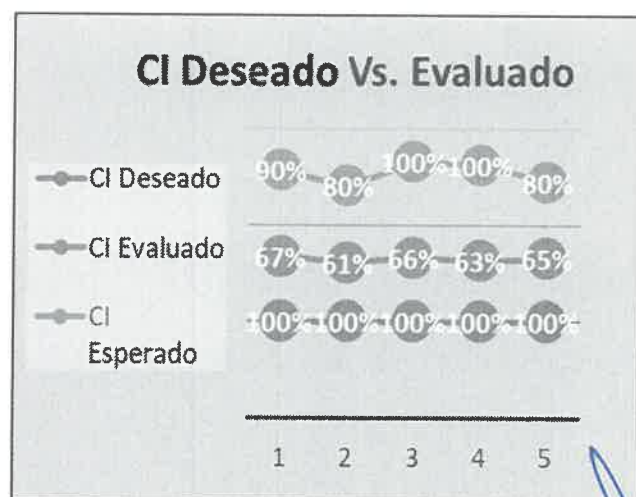 CI Deseado Vs. Evaluado
CI Deseado
CI Evaluado
CI
Esperado
90% 80% 100% 100% 80%
67% 61% 66% 63% 65%
100% 100% 100% 100% 100%
1 2 3 4 5